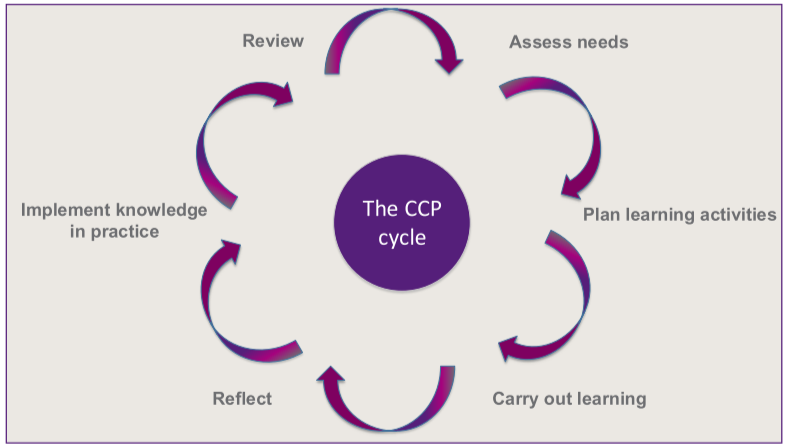 Review
Assess needs
The CCP
cycle
Implement knowledge
in practice
Plan learning activities
Reflect
Carry out learning